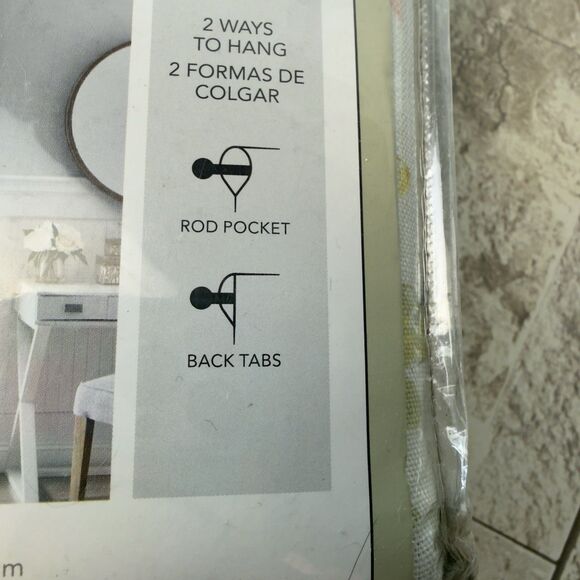 2 WAYS
TO HANG
2 FORMAS DE
COLGAR
ROD POCKET
BACK TABS
m